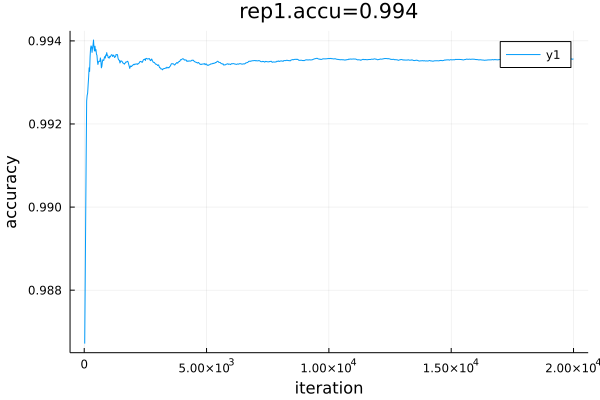 rep1.accu=0.994
y1
accuracy
0.994
0.992
0.990
0.988
0
5.00×10³
1.00×10⁴
1.50×10⁴
2.00×10⁴
iteration